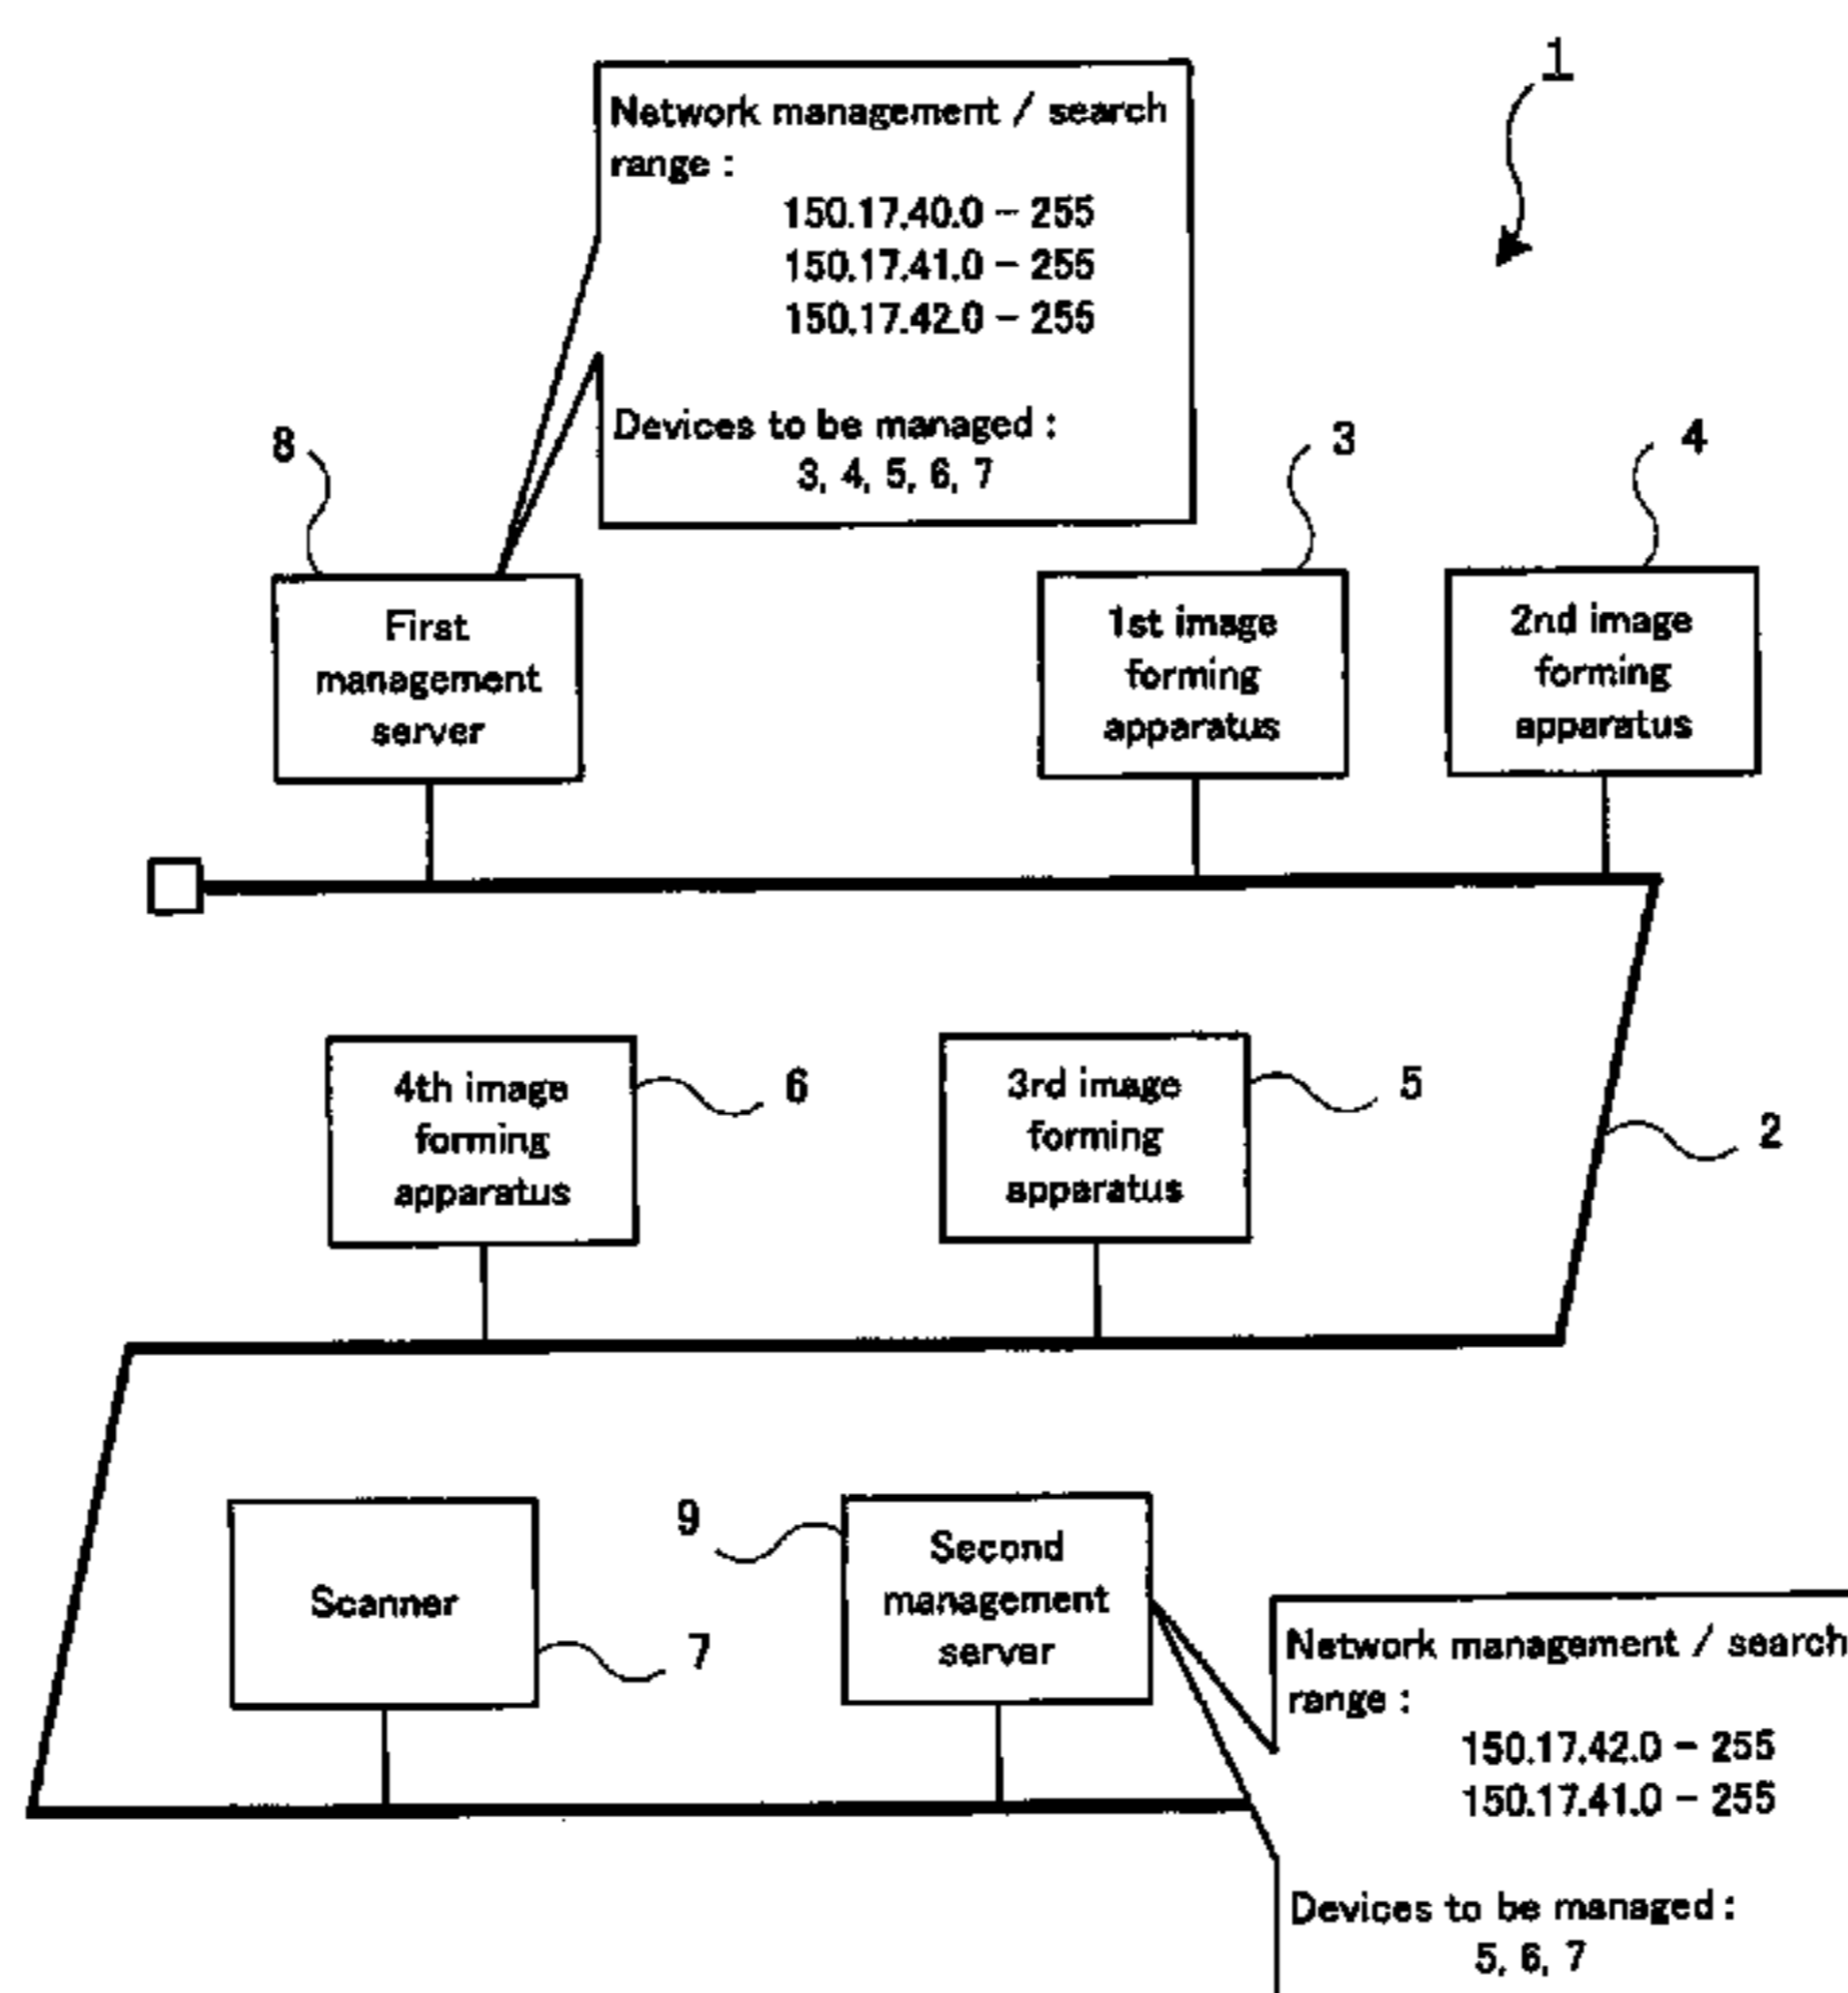 1
Network management / search
range :
150.17.40.0 – 255
150.17.41.0 – 255
150.17.42.0 – 255
Devices to be managed :
3, 4, 5, 6, 7
8
3
4
First
management
server
1st image
forming
apparatus
2nd image
forming
apparatus
4th image
forming
apparatus
6
3rd image
forming
apparatus
5
2
Scanner
7
9
Second
management
server
Network management / search
range :
150.17.42.0 – 255
150.17.41.0 – 255
Devices to be managed :
5, 6, 7